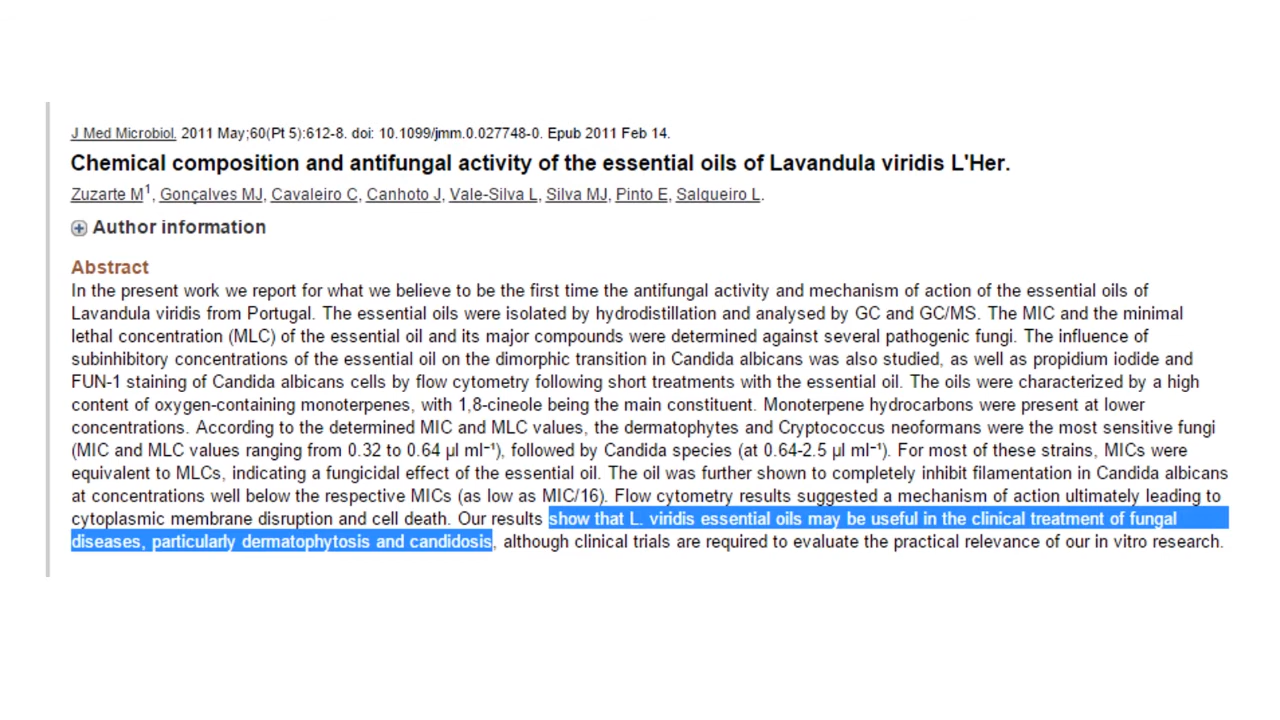 J Med Microbiol. 2011 May;60(Pt 5):612-8. doi: 10.1099/jmm.0.027748-0. Epub 2011 Feb 14.
Chemical composition and antifungal activity of the essential oils of Lavandula viridis L'Her.
Zuzarte M1, Gonçalves MJ, Cavaleiro C, Canhoto J, Vale-Silva L, Silva MJ, Pinto E, Salgueiro L.
Author information
Abstract
In the present work we report for what we believe to be the first time the antifungal activity and mechanism of action of the essential oils of
Lavandula viridis from Portugal. The essential oils were isolated by hydrodistillation and analysed by GC and GC/MS. The MIC and the minimal
lethal concentration (MLC) of the essential oil and its major compounds were determined against several pathogenic fungi. The influence of
subinhibitory concentrations of the essential oil on the dimorphic transition in Candida albicans was also studied, as well as propidium iodide and
FUN-1 staining of Candida albicans cells by flow cytometry following short treatments with the essential oil. The oils were characterized by a high
content of oxygen-containing monoterpenes, with 1,8-cineole being the main constituent. Monoterpene hydrocarbons were present at lower
concentrations. According to the determined MIC and MLC values, the dermatophytes and Cryptococcus neoformans were the most sensitive fungi
(MIC and MLC values ranging from 0.32 to 0.64 µl ml⁻¹), followed by Candida species (at 0.64-2.5 µl ml⁻¹). For most of these strains, MICs were
equivalent to MLCs, indicating a fungicidal effect of the essential oil. The oil was further shown to completely inhibit filamentation in Candida albicans
at concentrations well below the respective MICs (as low as MIC/16). Flow cytometry results suggested a mechanism of action ultimately leading to
cytoplasmic membrane disruption and cell death. Our results show that L. viridis essential oils may be useful in the clinical treatment of fungal
diseases, particularly dermatophytosis and candidosis, although clinical trials are required to evaluate the practical relevance of our in vitro research.